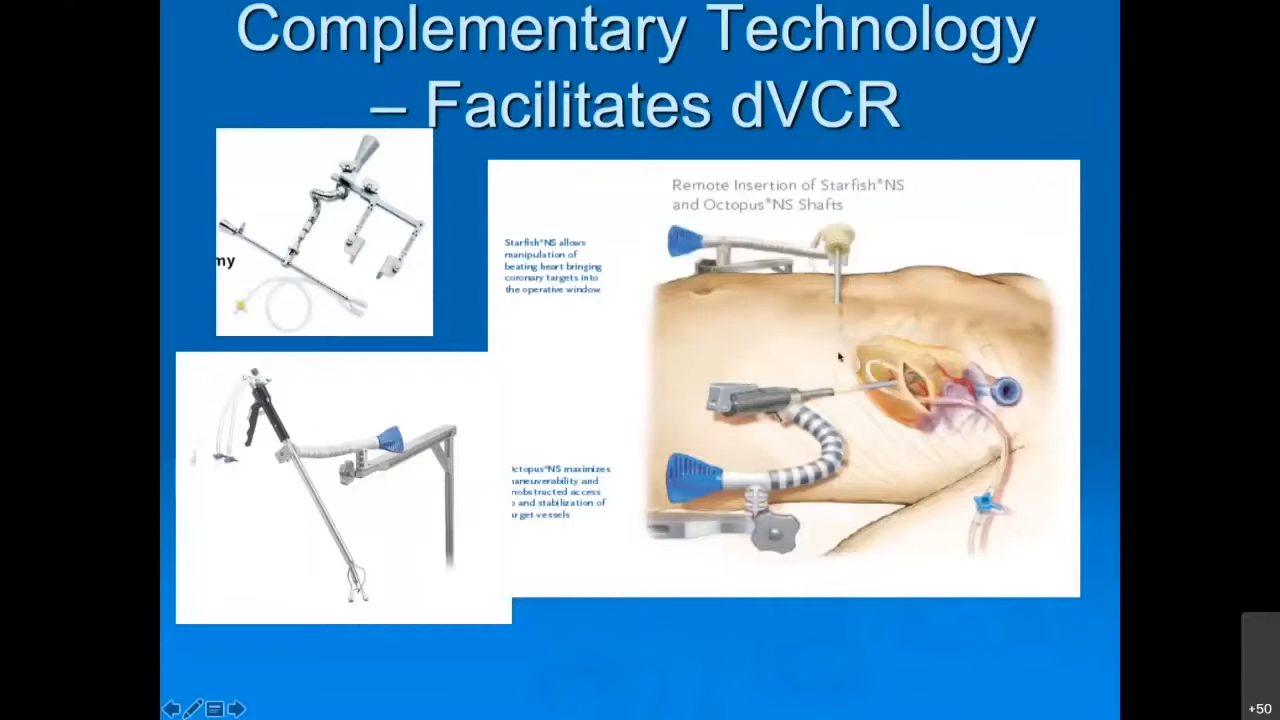 Complementary Technology
– Facilitates dVCR
my
Remote Insertion of Starfish®NS
and Octopus®NS Shafts
Starfish®NS allows
manipulation of
beating heart bringing
coronary targets into
the operative window
ctopus®NS maximizes
aneuverability and
nobstructed access
and stabilization of
rget vessels
+50